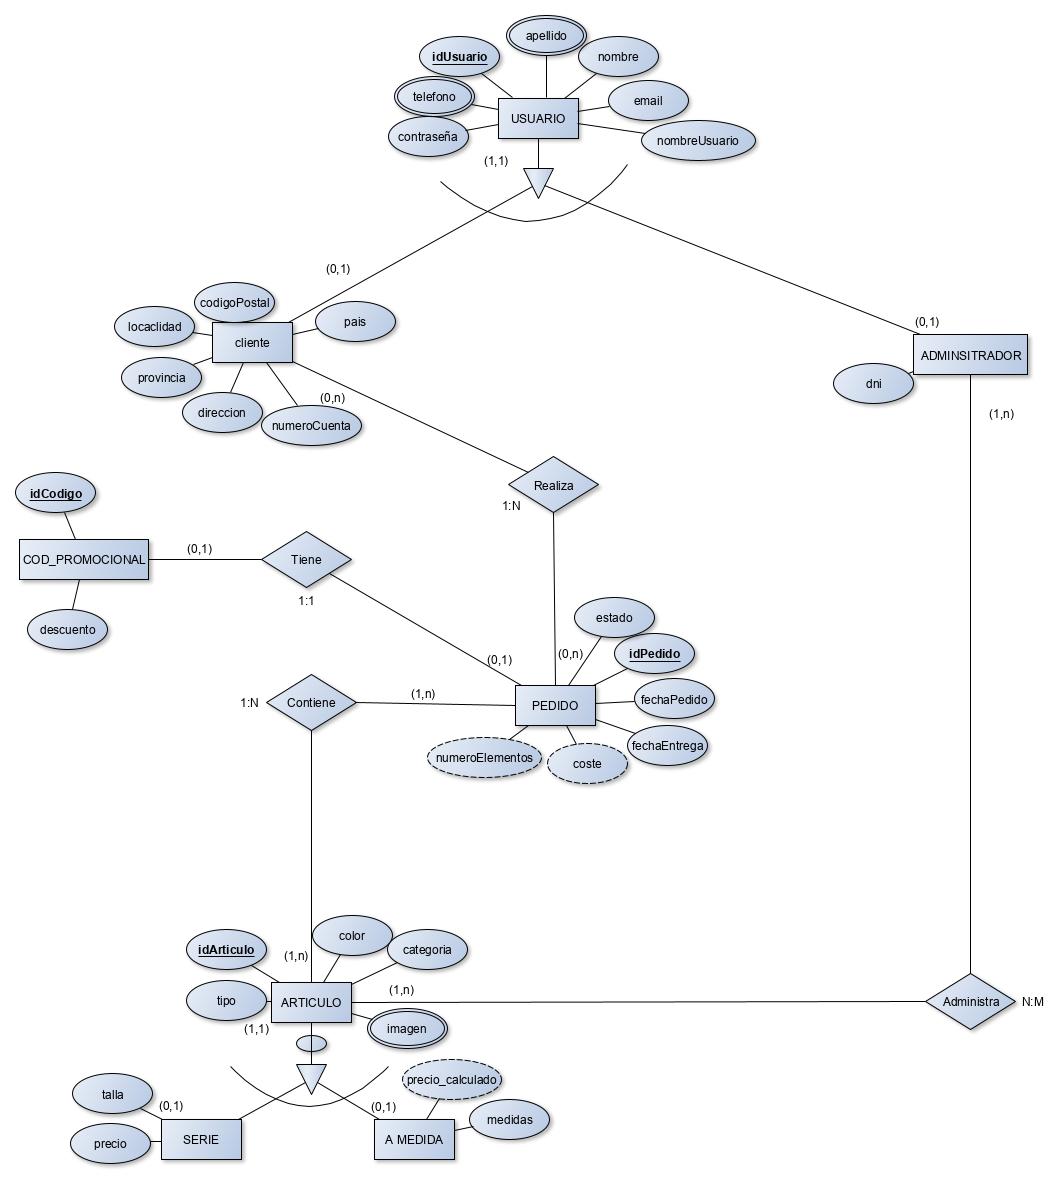 apellido
idUsuario
nombre
telefono
email
USUARIO
contraseña
nombreUsuario
(1,1)
(0,1)
codigoPostal
locaclidad
pais
cliente
(0,1)
ADMINSITRADOR
provincia
dni
(0,n)
direccion
numeroCuenta
(1,n)
Realiza
idCodigo
1:N
(0,1)
COD_PROMOCIONAL
Tiene
1:1
estado
descuento
(0,n)
idPedido
(0,1)
(1,n)
1:N
Contiene
PEDIDO
fechaPedido
fechaEntrega
numeroElementos
coste
color
idArticulo
categoria
(1,n)
(1,n)
tipo
ARTICULO
Administra
N:M
(1,1)
imagen
precio_calculado
talla
(0,1)
(0,1)
medidas
precio
SERIE
A MEDIDA